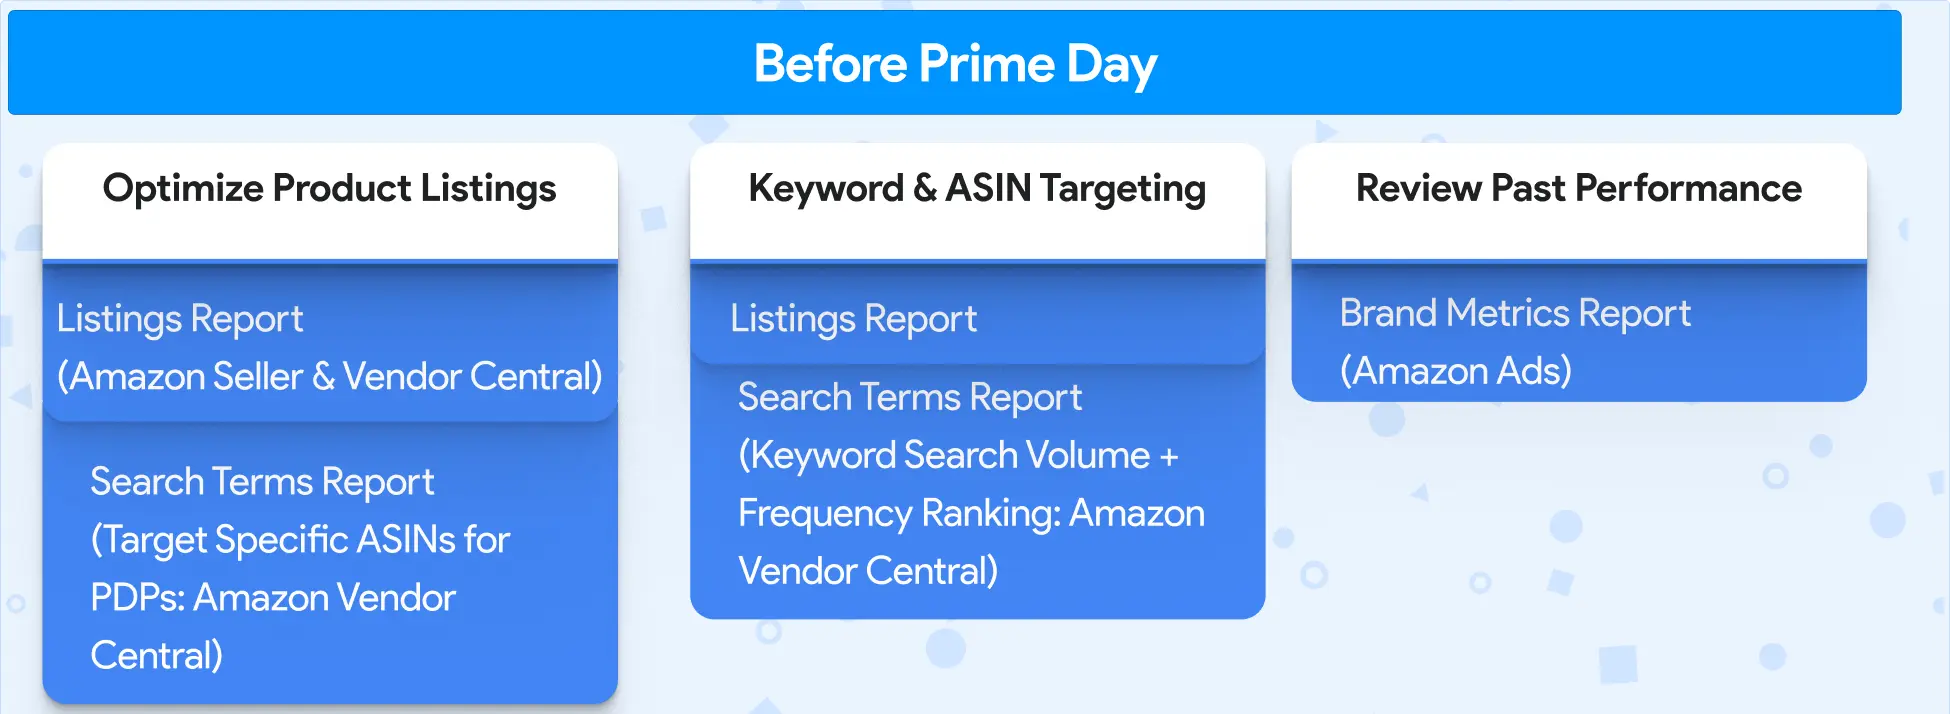 Before Prime Day
Optimize Product Listings
Listings Report
(Amazon Seller & Vendor Central)
Search Terms Report
(Target Specific ASINs for
PDPs: Amazon Vendor
Central)
Keyword & ASIN Targeting
Listings Report
Search Terms Report
(Keyword Search Volume +
Frequency Ranking: Amazon
Vendor Central)
Review Past Performance
Brand Metrics Report
(Amazon Ads)